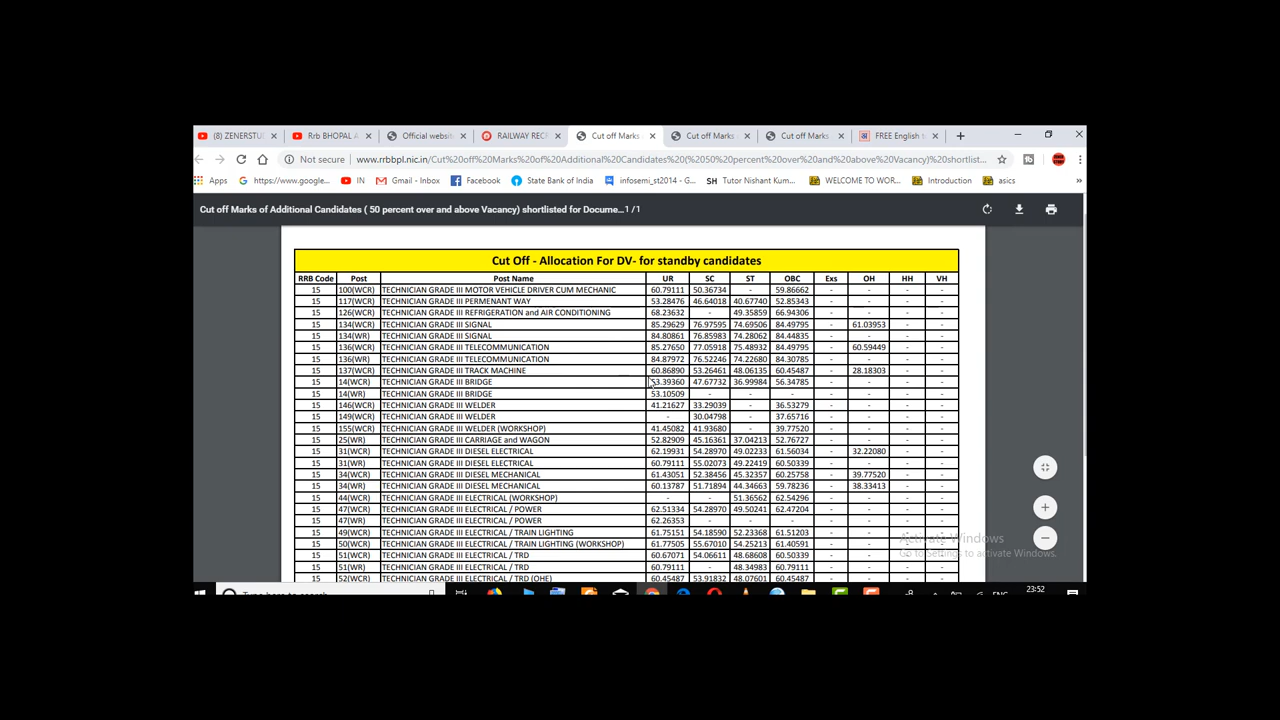 (8) ZENERSTU
Rrb BHOPAL A
Official websit
RAILWAY REC
Cut off Marks
Cut off Marks
Cut off Marks
FREE English
Not secure www.rrbbpl.nic.in/Cut%20off%20Marks%20of%20Additional%20Candidates%20(%2050%20percent%20over%20and%20above%20Vacancy)%20shortlist...
Apps https://www.google... IN Gmail - Inbox Facebook State Bank of India infosemi_st2014 - G... SH Tutor Nishant Kum... WELCOME TO WOR... Introduction asics »
Cut off Marks of Additional Candidates ( 50 percent over and above Vacancy) shortlisted for Docume... 1 / 1
Cut Off - Allocation For DV- for standby candidates
RRB Code Post Post Name UR SC ST OBC Exs OH HH VH
15 100(WCR) TECHNICIAN GRADE III MOTOR VEHICLE DRIVER CUM MECHANIC 60.79111 50.36734 - 59.86662 - - - -
15 117(WCR) TECHNICIAN GRADE III PERMENANT WAY 53.28476 46.64018 40.67740 52.85343 - - - -
15 126(WCR) TECHNICIAN GRADE III REFRIGERATION and AIR CONDITIONING 68.23632 - 49.35859 66.94306 - - - -
15 134(WCR) TECHNICIAN GRADE III SIGNAL 85.29629 76.97595 74.69506 84.49795 - 61.03953 - -
15 134(WR) TECHNICIAN GRADE III SIGNAL 84.80861 76.85983 74.28062 84.44835 - - - -
15 136(WCR) TECHNICIAN GRADE III TELECOMMUNICATION 85.27650 77.05918 75.48932 84.49795 - 60.59449 - -
15 136(WR) TECHNICIAN GRADE III TELECOMMUNICATION 84.87972 76.52246 74.22680 84.30785 - - - -
15 137(WCR) TECHNICIAN GRADE III TRACK MACHINE 60.86890 53.26461 48.06135 60.45487 - 28.18303 - -
15 14(WCR) TECHNICIAN GRADE III BRIDGE 53.39360 47.67732 36.99984 56.34785 - - - -
15 14(WR) TECHNICIAN GRADE III BRIDGE 53.10509 - - - - - - -
15 146(WCR) TECHNICIAN GRADE III WELDER 41.21627 33.29039 - 36.53279 - - - -
15 149(WCR) TECHNICIAN GRADE III WELDER - 30.04798 - 37.65716 - - - -
15 155(WCR) TECHNICIAN GRADE III WELDER (WORKSHOP) 41.45082 41.93680 - 39.77520 - - - -
15 25(WR) TECHNICIAN GRADE III CARRIAGE and WAGON 52.82909 45.16361 37.04213 52.76727 - - - -
15 31(WCR) TECHNICIAN GRADE III DIESEL ELECTRICAL 62.19931 54.28970 49.02233 61.56034 - 32.22080 - -
15 31(WR) TECHNICIAN GRADE III DIESEL ELECTRICAL 60.79111 55.02073 49.22419 60.50339 - - - -
15 34(WCR) TECHNICIAN GRADE III DIESEL MECHANICAL 61.43051 52.38456 45.32357 60.25758 - 39.77520 - -
15 34(WR) TECHNICIAN GRADE III DIESEL MECHANICAL 60.13787 51.71894 44.34663 59.78236 - 38.33413 - -
15 44(WCR) TECHNICIAN GRADE III ELECTRICAL (WORKSHOP) - - 51.36562 62.54296 - - - -
15 47(WCR) TECHNICIAN GRADE III ELECTRICAL / POWER 62.51334 54.28970 49.50241 62.47204 - - - -
15 47(WR) TECHNICIAN GRADE III ELECTRICAL / POWER 62.26353 - - - - - - -
15 49(WCR) TECHNICIAN GRADE III ELECTRICAL / TRAIN LIGHTING 61.75151 54.18590 52.23368 61.51203 - - - -
15 50(WCR) TECHNICIAN GRADE III ELECTRICAL / TRAIN LIGHTING (WORKSHOP) 61.77505 55.67010 54.25213 61.40591 - - - -
15 51(WCR) TECHNICIAN GRADE III ELECTRICAL / TRD 60.67071 54.06611 48.68608 60.50339 - - - -
15 51(WR) TECHNICIAN GRADE III ELECTRICAL / TRD 60.79111 - 48.34983 60.79111 - - - -
15 52(WCR) TECHNICIAN GRADE III ELECTRICAL / TRD (OHE) 60.45487 53.91832 48.07601 60.45487 - - - -
Activate Windows
Go to Settings to activate Windows.
Type here to search
ENG
23:52